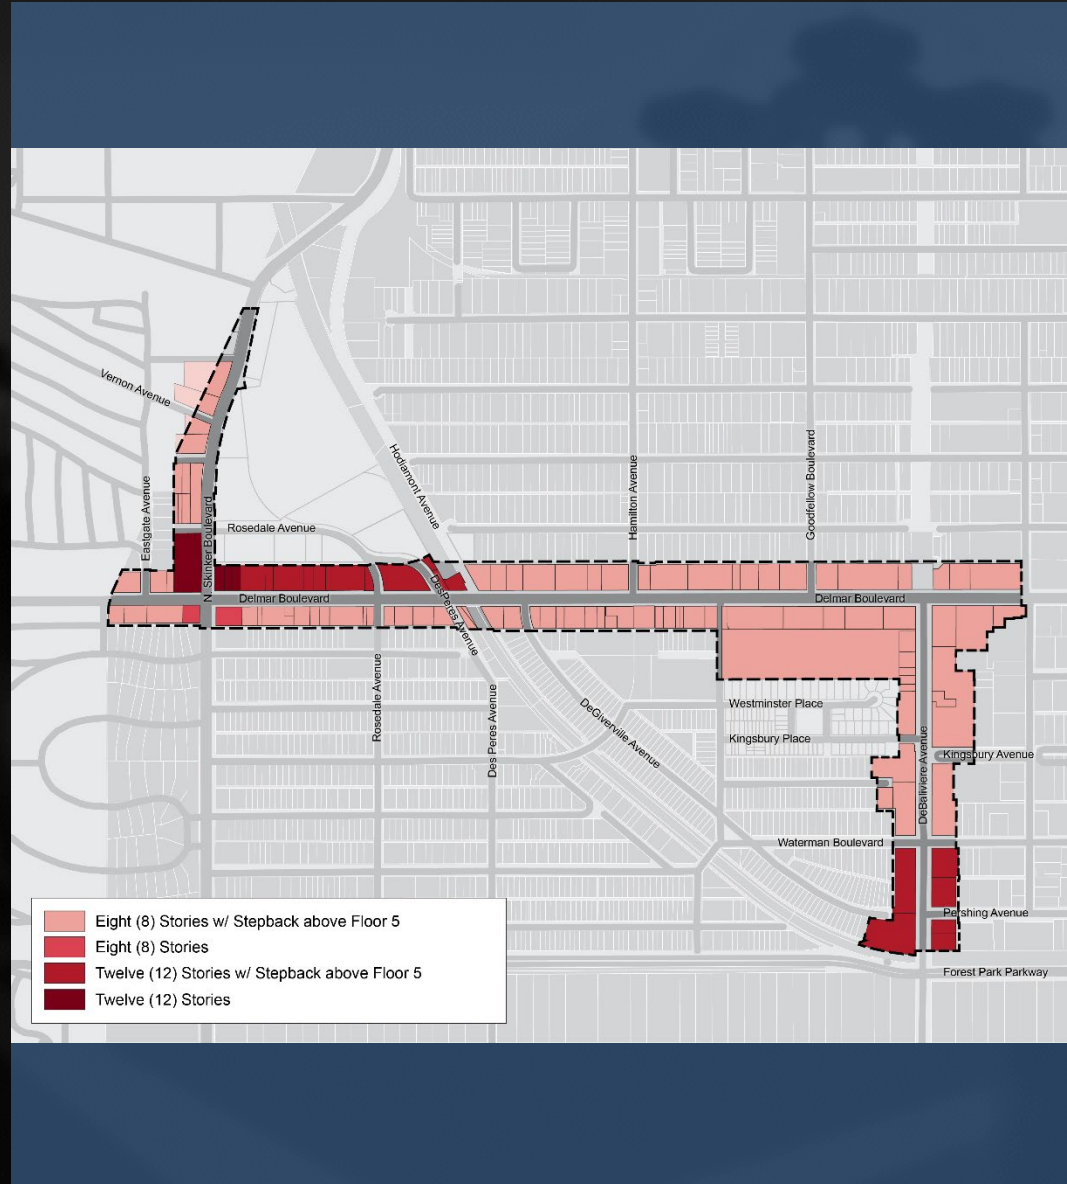 Vernon Avenue
Eastgate Avenue
N. Skinker Boulevard
Rosedale Avenue
Hodiamont Avenue
Hamilton Avenue
Goodfellow Boulevard
Delmar Boulevard
DesPeres Avenue
Delmar Boulevard
Rosedale Avenue
Des Peres Avenue
DeGiverville Avenue
Westminster Place
Kingsbury Place
DeBaliviere Avenue
Kingsbury Avenue
Waterman Boulevard
Pershing Avenue
Forest Park Parkway
Eight (8) Stories w/ Stepback above Floor 5
Eight (8) Stories
Twelve (12) Stories w/ Stepback above Floor 5
Twelve (12) Stories